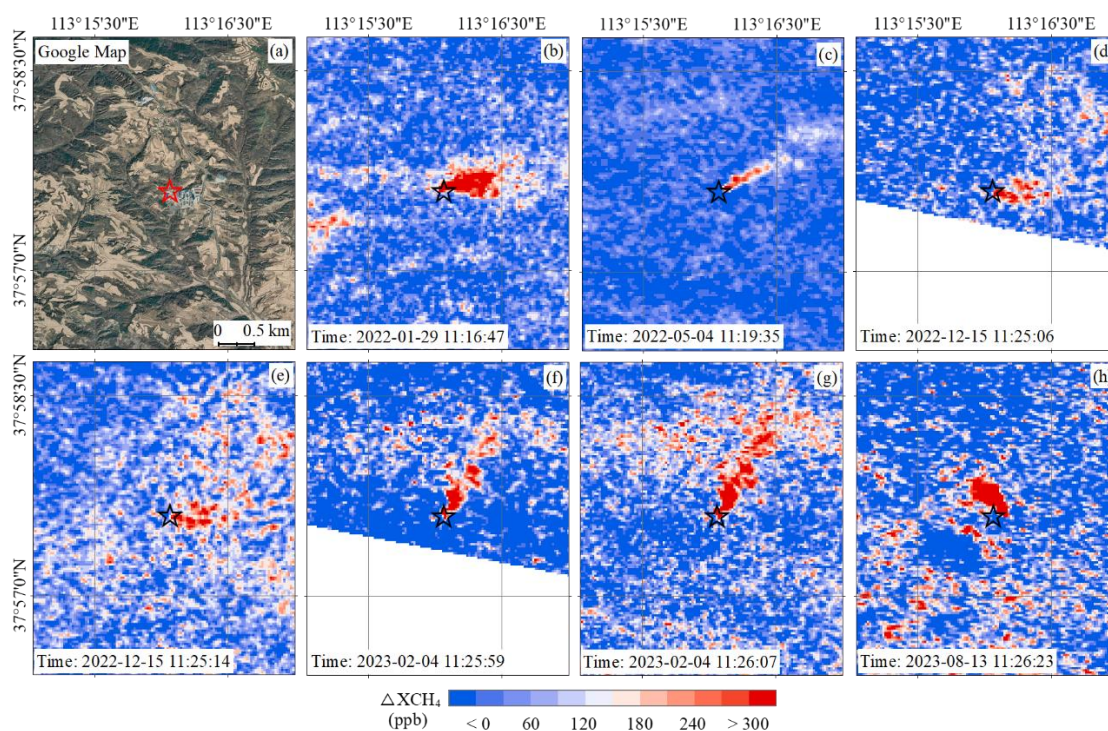 113°15'30"E 113°16'30"E 113°15'30"E 113°16'30"E 113°15'30"E 113°16'30"E 113°15'30"E 113°16'30"E
37°58'30"N
Google Map
(a)
(b)
(c)
(d)
37°57'0"N
0 0.5 km
Time: 2022-01-29 11:16:47
Time: 2022-05-04 11:19:35
Time: 2022-12-15 11:25:06
37°58'30"N
(e)
(f)
(g)
(h)
37°57'0"N
Time: 2022-12-15 11:25:14
Time: 2023-02-04 11:25:59
Time: 2023-02-04 11:26:07
Time: 2023-08-13 11:26:23
△XCH₄
(ppb)
< 0 60 120 180 240 > 300